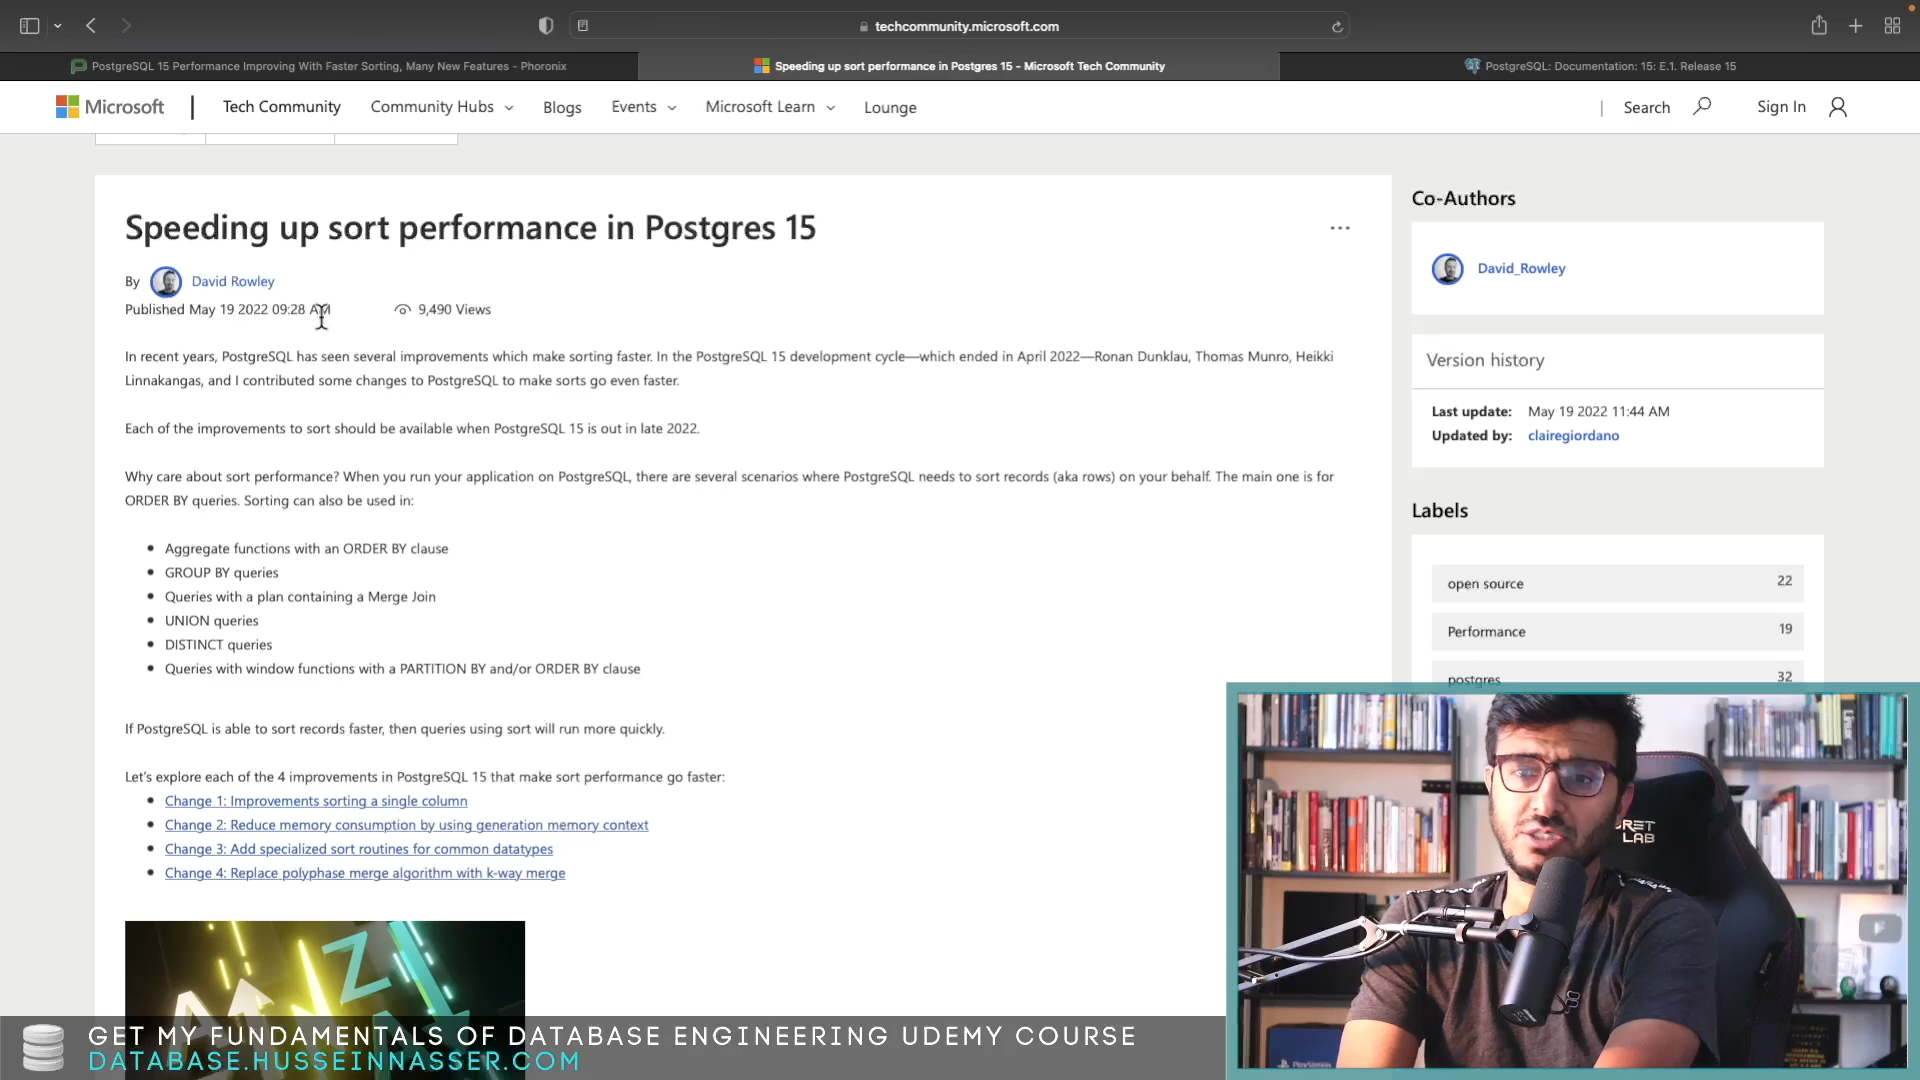 techcommunity.microsoft.com
PostgreSQL 15 Performance Improving With Faster Sorting, Many New Features - Phoronix
Speeding up sort performance in Postgres 15 - Microsoft Tech Community
PostgreSQL: Documentation: 15: E.1. Release 15
Microsoft
Tech Community
Community Hubs
Blogs
Events
Microsoft Learn
Lounge
Search
Sign In
Speeding up sort performance in Postgres 15
By David Rowley
Published May 19 2022 09:28 AM
9,490 Views
In recent years, PostgreSQL has seen several improvements which make sorting faster. In the PostgreSQL 15 development cycle—which ended in April 2022—Ronan Dunklau, Thomas Munro, Heikki
Linnakangas, and I contributed some changes to PostgreSQL to make sorts go even faster.
Each of the improvements to sort should be available when PostgreSQL 15 is out in late 2022.
Why care about sort performance? When you run your application on PostgreSQL, there are several scenarios where PostgreSQL needs to sort records (aka rows) on your behalf. The main one is for
ORDER BY queries. Sorting can also be used in:
Aggregate functions with an ORDER BY clause
GROUP BY queries
Queries with a plan containing a Merge Join
UNION queries
DISTINCT queries
Queries with window functions with a PARTITION BY and/or ORDER BY clause
If PostgreSQL is able to sort records faster, then queries using sort will run more quickly.
Let's explore each of the 4 improvements in PostgreSQL 15 that make sort performance go faster:
Change 1: Improvements sorting a single column
Change 2: Reduce memory consumption by using generation memory context
Change 3: Add specialized sort routines for common datatypes
Change 4: Replace polyphase merge algorithm with k-way merge
Co-Authors
David_Rowley
Version history
Last update: May 19 2022 11:44 AM
Updated by: clairegiordano
Labels
open source 22
Performance 19
postgres 32
GET MY FUNDAMENTALS OF DATABASE ENGINEERING UDEMY COURSE
DATABASE.HUSSEINNASSER.COM